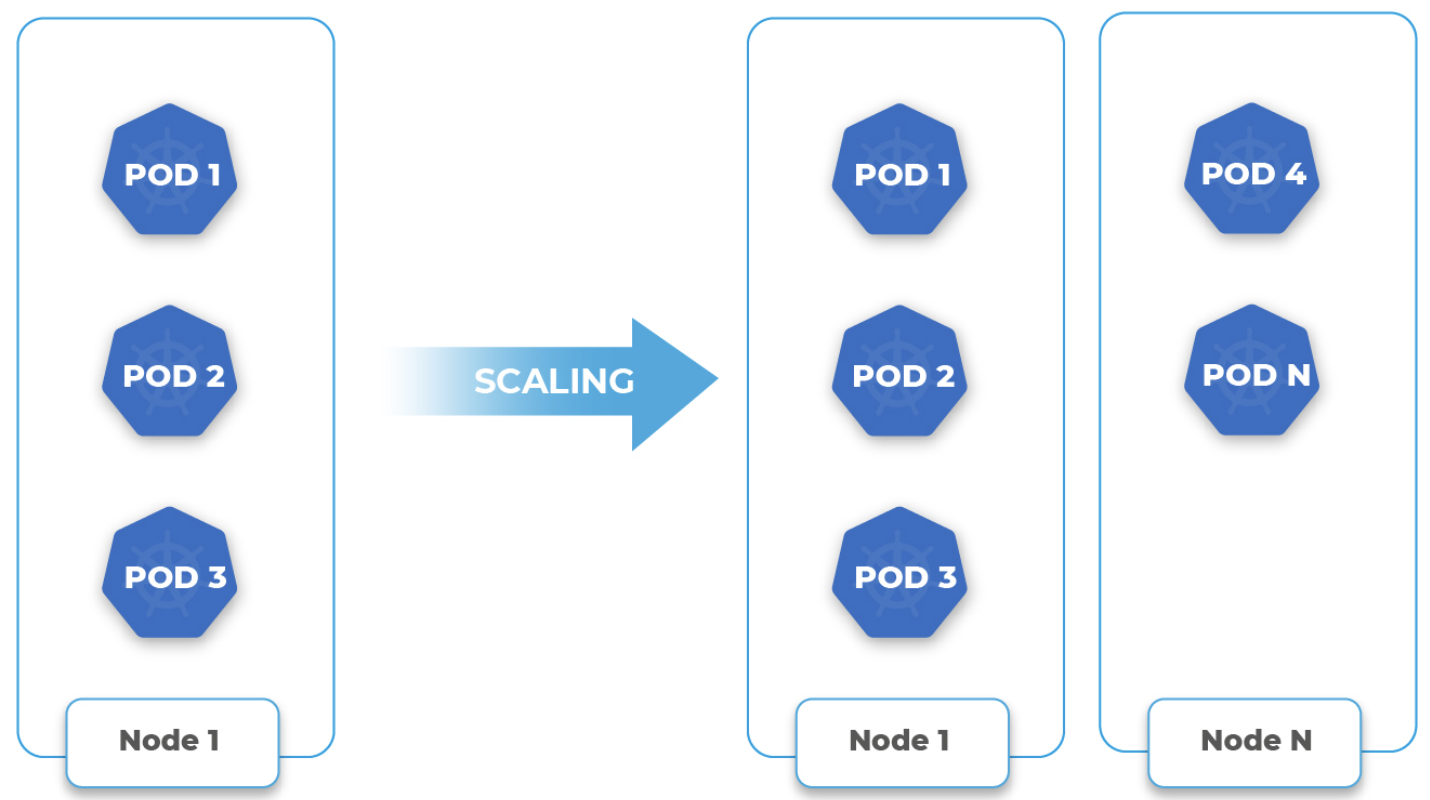 POD 1
POD 2
POD 3
Node 1
SCALING
POD 1
POD 2
POD 3
Node 1
POD 4
POD N
Node N